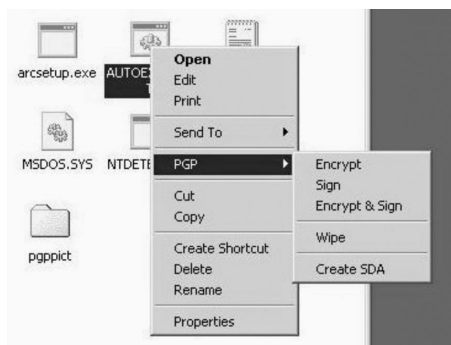 arcsetup.exe
AUTOE
T
MSDOS.SYS
NTDETE
pgppict
Open
Edit
Print
Send To
PGP
Cut
Copy
Create Shortcut
Delete
Rename
Properties
Encrypt
Sign
Encrypt & Sign
Wipe
Create SDA